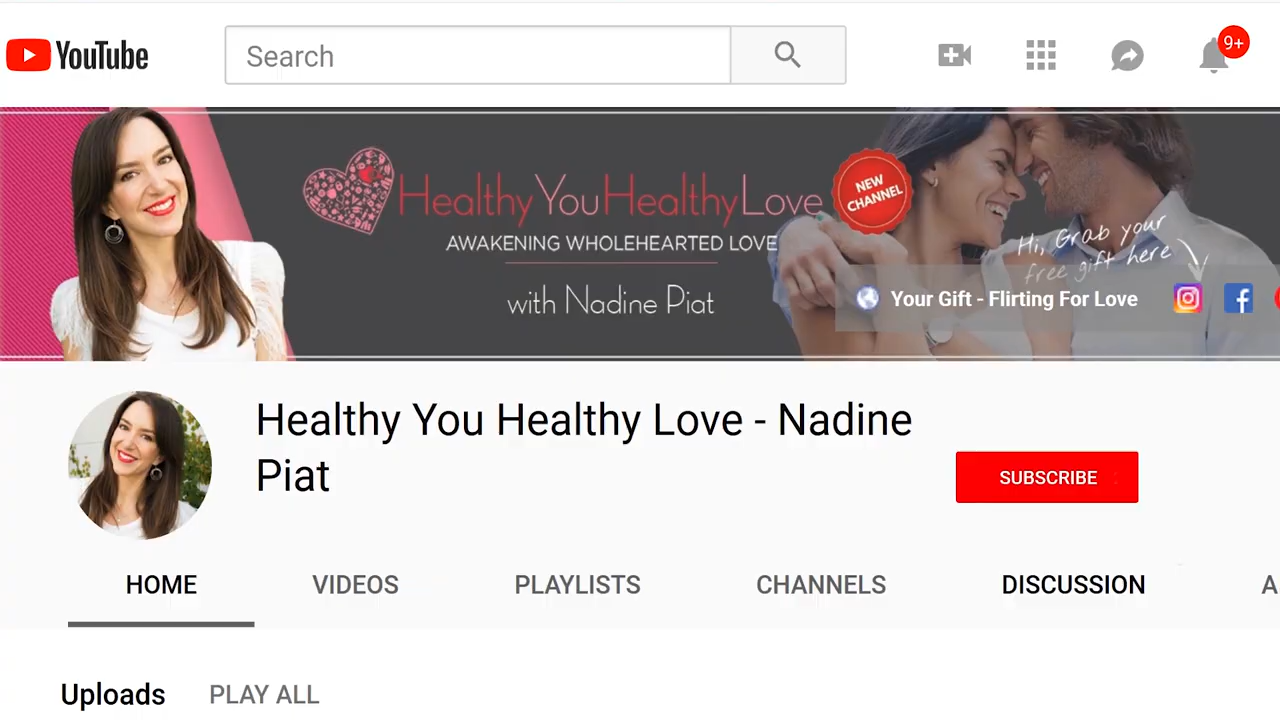 YouTube
Search
9+
HealthyYouHealthyLove
AWAKENING WHOLEHEARTED LOVE
with Nadine Piat
NEW
CHANNEL
Hi, Grab your
free gift here
Your Gift - Flirting For Love
Healthy You Healthy Love - Nadine
Piat
SUBSCRIBE
HOME VIDEOS PLAYLISTS CHANNELS DISCUSSION A
Uploads PLAY ALL